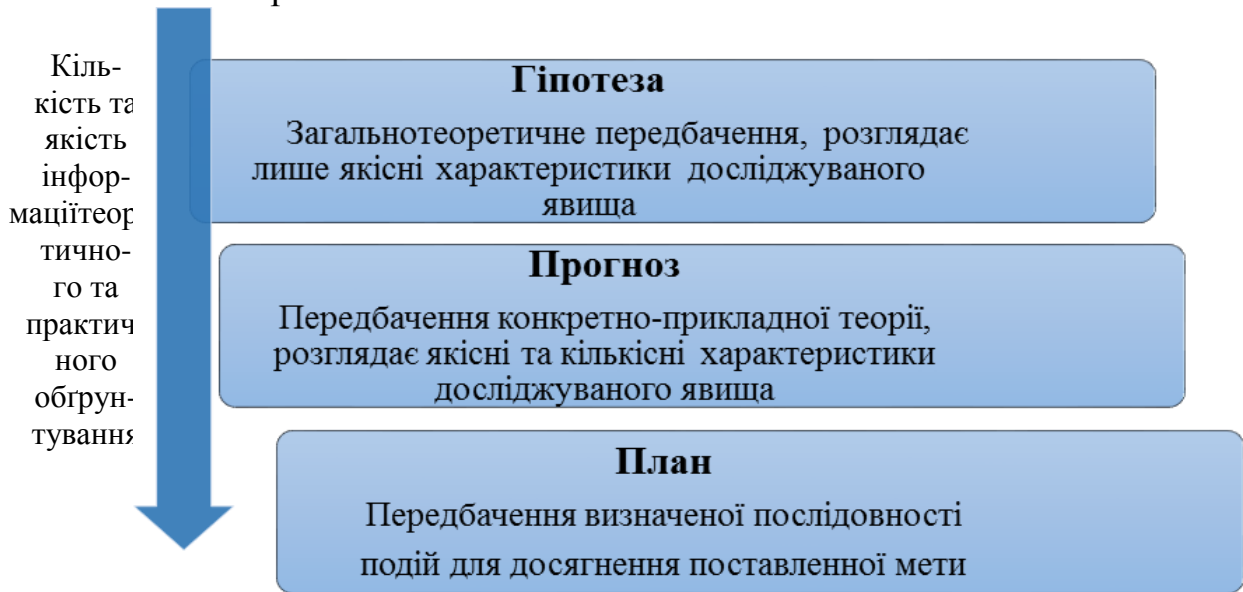 Кіль-
кість та
якість
інфор-
маціїтеор
тично-
го та
практич
ного
обґрун-
тування
Гіпотеза
Загальнотеоретичне передбачення, розглядає
лише якісні характеристики досліджуваного
явища
Прогноз
Передбачення конкретно-прикладної теорії,
розглядає якісні та кількісні характеристики
досліджуваного явища
План
Передбачення визначеної послідовності
подій для досягнення поставленної мети